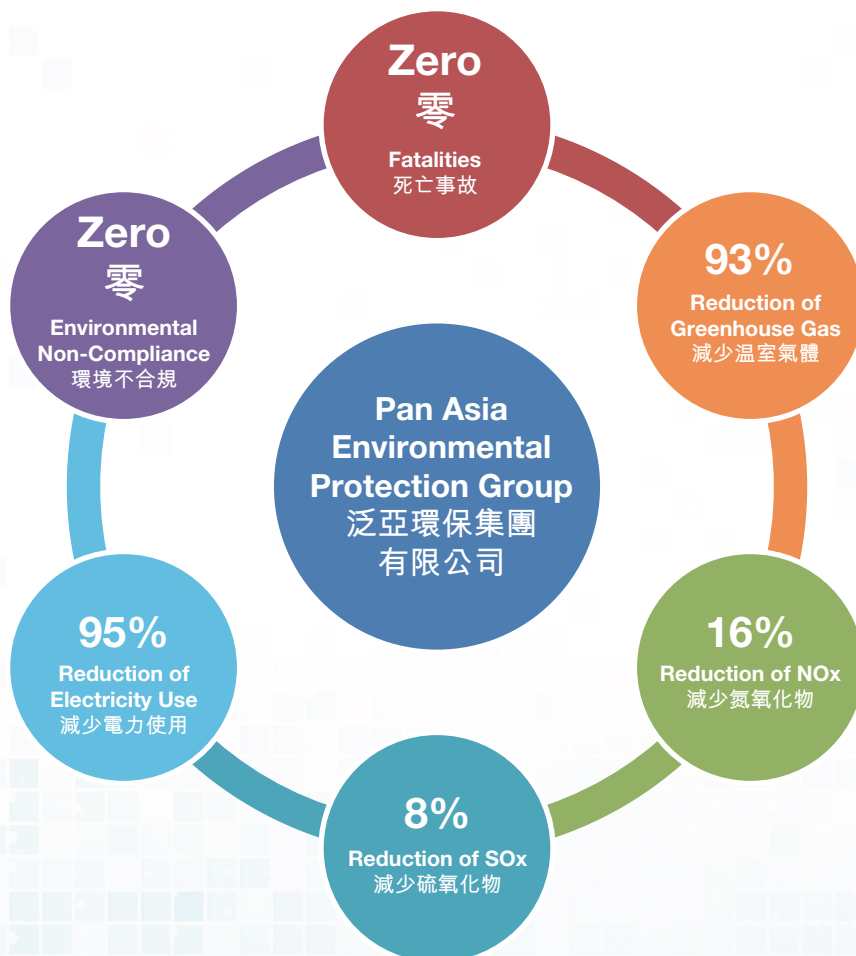 Zero
零
Fatalities
死亡事故
93%
Reduction of
Greenhouse Gas
減少温室氣體
16%
Reduction of NOx
減少氮氧化物
8%
Reduction of SOx
減少硫氧化物
95%
Reduction of
Electricity Use
減少電力使用
Zero
零
Environmental
Non-Compliance
環境不合規
Pan Asia
Environmental
Protection Group
泛亞環保集團
有限公司